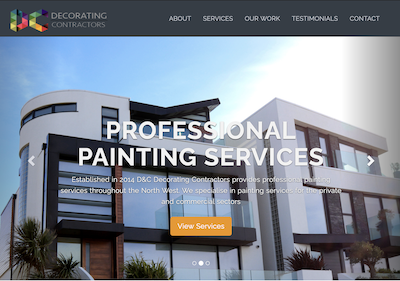 DC DECORATING
CONTRACTORS
ABOUT SERVICES OUR WORK TESTIMONIALS CONTACT
PROFESSIONAL
PAINTING SERVICES
Established in 2014 D&C Decorating Contractors provides professional painting
services throughout the North West. We specialise in painting services for the private
and commercial sectors
View Services